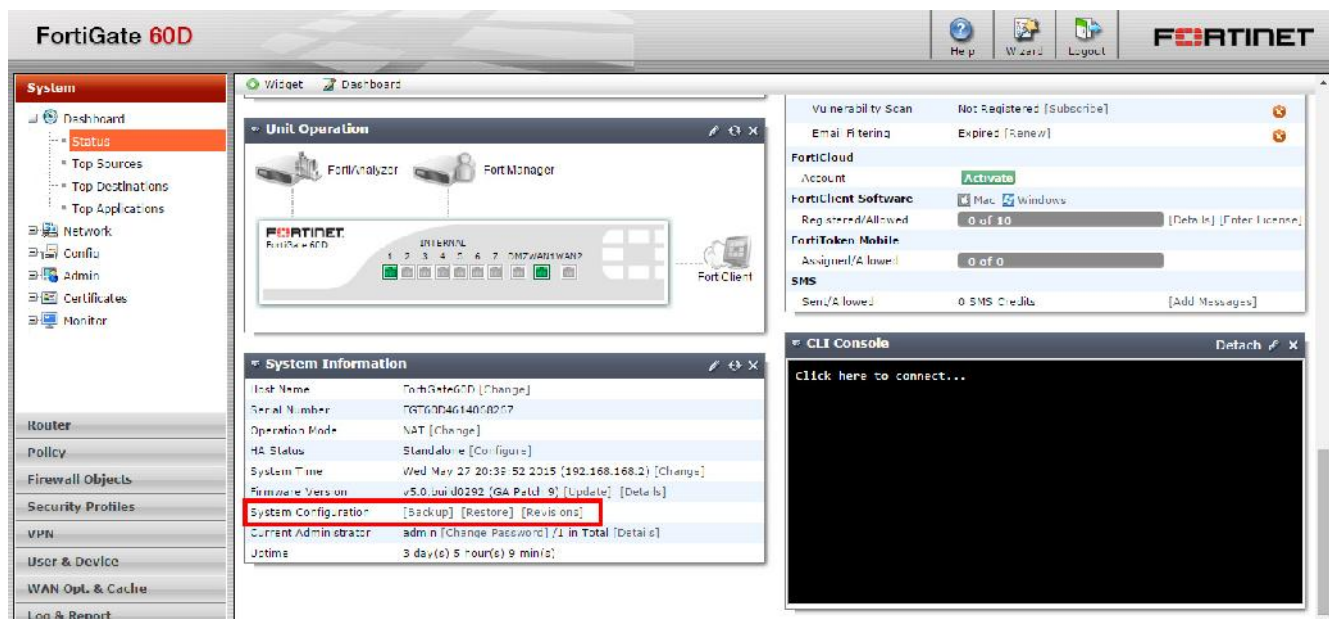 FortiGate 60D
Help
Wizard
Logout
FORTINET
System
Dashboard
Status
Top Sources
Top Destinations
Top Applications
Network
Config
Admin
Certificates
Monitor
Router
Policy
Firewall Objects
Security Profiles
VPN
User & Device
WAN Opt. & Cache
Log & Report
Widget Dashboard
Unit Operation
FortiAnalyzer
FortiManager
FORTINET
FortiGate 60D
INTERNAL
1 2 3 4 5 6 7 DMZ WAN1 WAN2
FortiClient
System Information
Host Name FortiGate60D [Change]
Serial Number
Operation Mode NAT [Change]
HA Status Standalone [Configure]
System Time Wed May 27 20:39:52 2015 (192.168.168.2) [Change]
Firmware Version v5.0,build0292 (GA Patch 9) [Update] [Details]
System Configuration [Backup] [Restore] [Revisions]
Current Administrator admin [Change Password] /1 in Total [Details]
Uptime 3 day(s) 5 hour(s) 9 min(s)
Vulnerability Scan Not Registered [Subscribe]
Email Filtering Expired [Renew]
FortiCloud
Account Activate
FortiClient Software Mac Windows
Registered/Allowed 0 of 10 [Details] [Enter License]
FortiToken Mobile
Assigned/Allowed 0 of 0
SMS
Sent/Allowed 0 SMS Credits [Add Messages]
CLI Console Detach
Click here to connect...